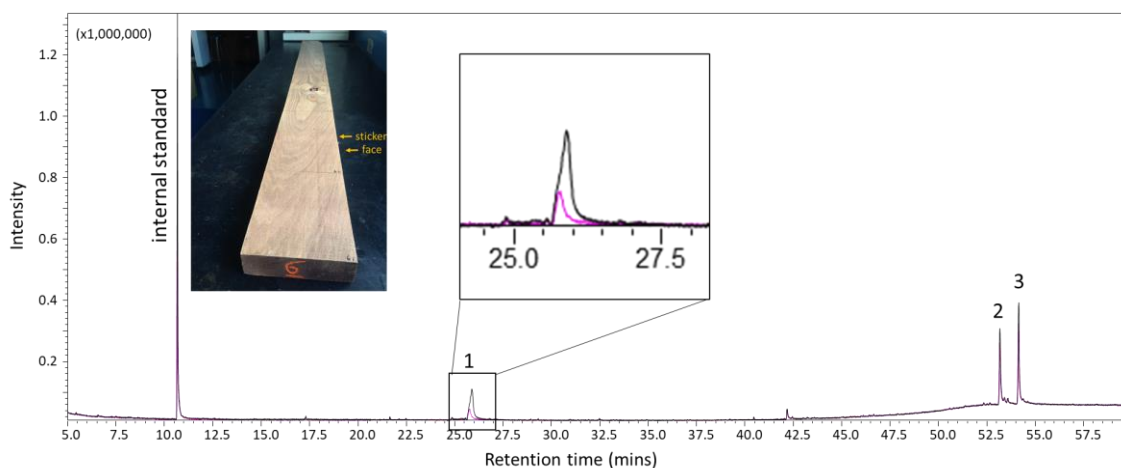 (x1,000,000)
1.2
1.0
0.8
0.6
0.4
0.2
Intensity
internal standard
sticker
face
25.0 27.5
1
2
3
5.0 7.5 10.0 12.5 15.0 17.5 20.0 22.5 25.0 27.5 30.0 32.5 35.0 37.5 40.0 42.5 45.0 47.5 50.0 52.5 55.0 57.5
Retention time (mins)